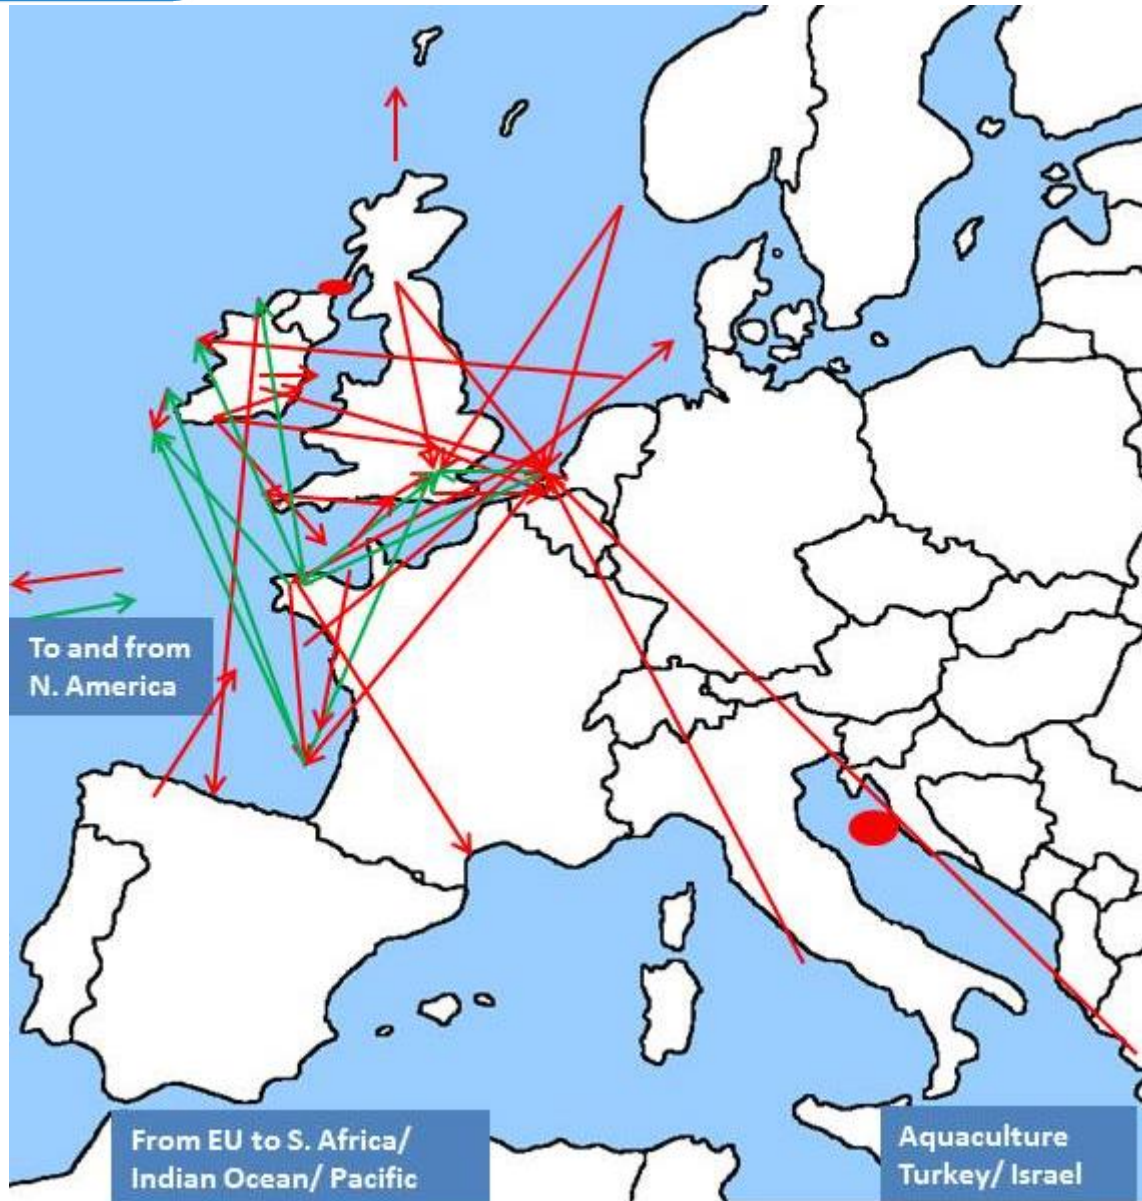 To and from
N. America
From EU to S. Africa/
Indian Ocean/ Pacific
Aquaculture
Turkey/ Israel